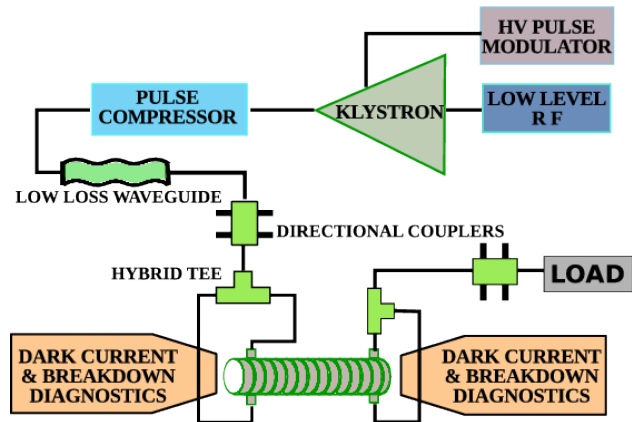 HV PULSE
MODULATOR
PULSE
COMPRESSOR
KLYSTRON
LOW LEVEL
R F
LOW LOSS WAVEGUIDE
DIRECTIONAL COUPLERS
HYBRID TEE
LOAD
DARK CURRENT
& BREAKDOWN
DIAGNOSTICS
DARK CURRENT
& BREAKDOWN
DIAGNOSTICS